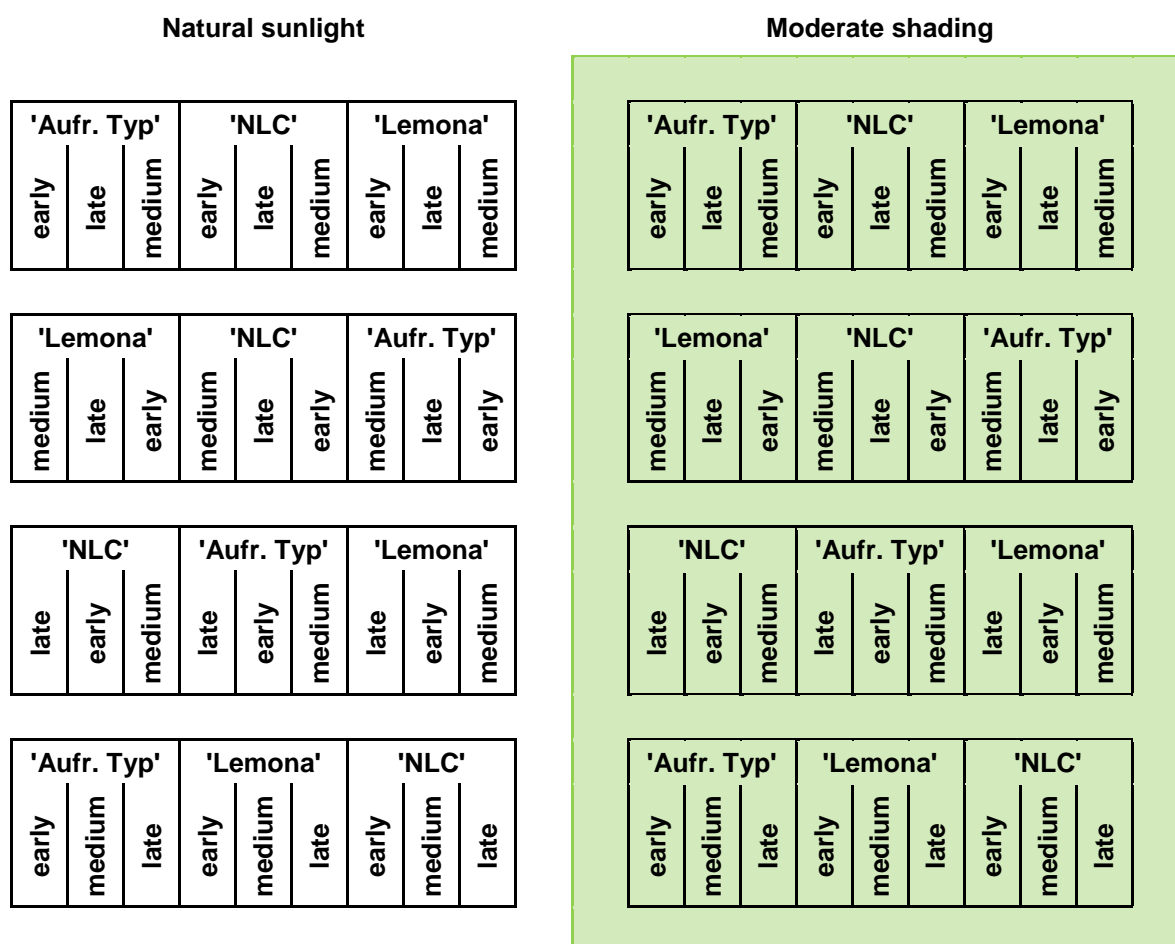 Natural sunlight Moderate shading
'Aufr. Typ' 'NLC' 'Lemona' 'Aufr. Typ' 'NLC' 'Lemona'
early late medium early late medium early late medium early late medium early late medium early late medium
'Lemona' 'NLC' 'Aufr. Typ' 'Lemona' 'NLC' 'Aufr. Typ'
medium late early medium late early medium late early medium late early medium late early medium late early
'NLC' 'Aufr. Typ' 'Lemona' 'NLC' 'Aufr. Typ' 'Lemona'
late early medium late early medium late early medium late early medium late early medium late early medium
'Aufr. Typ' 'Lemona' 'NLC' 'Aufr. Typ' 'Lemona' 'NLC'
early medium late early medium late early medium late early medium late early medium late early medium late